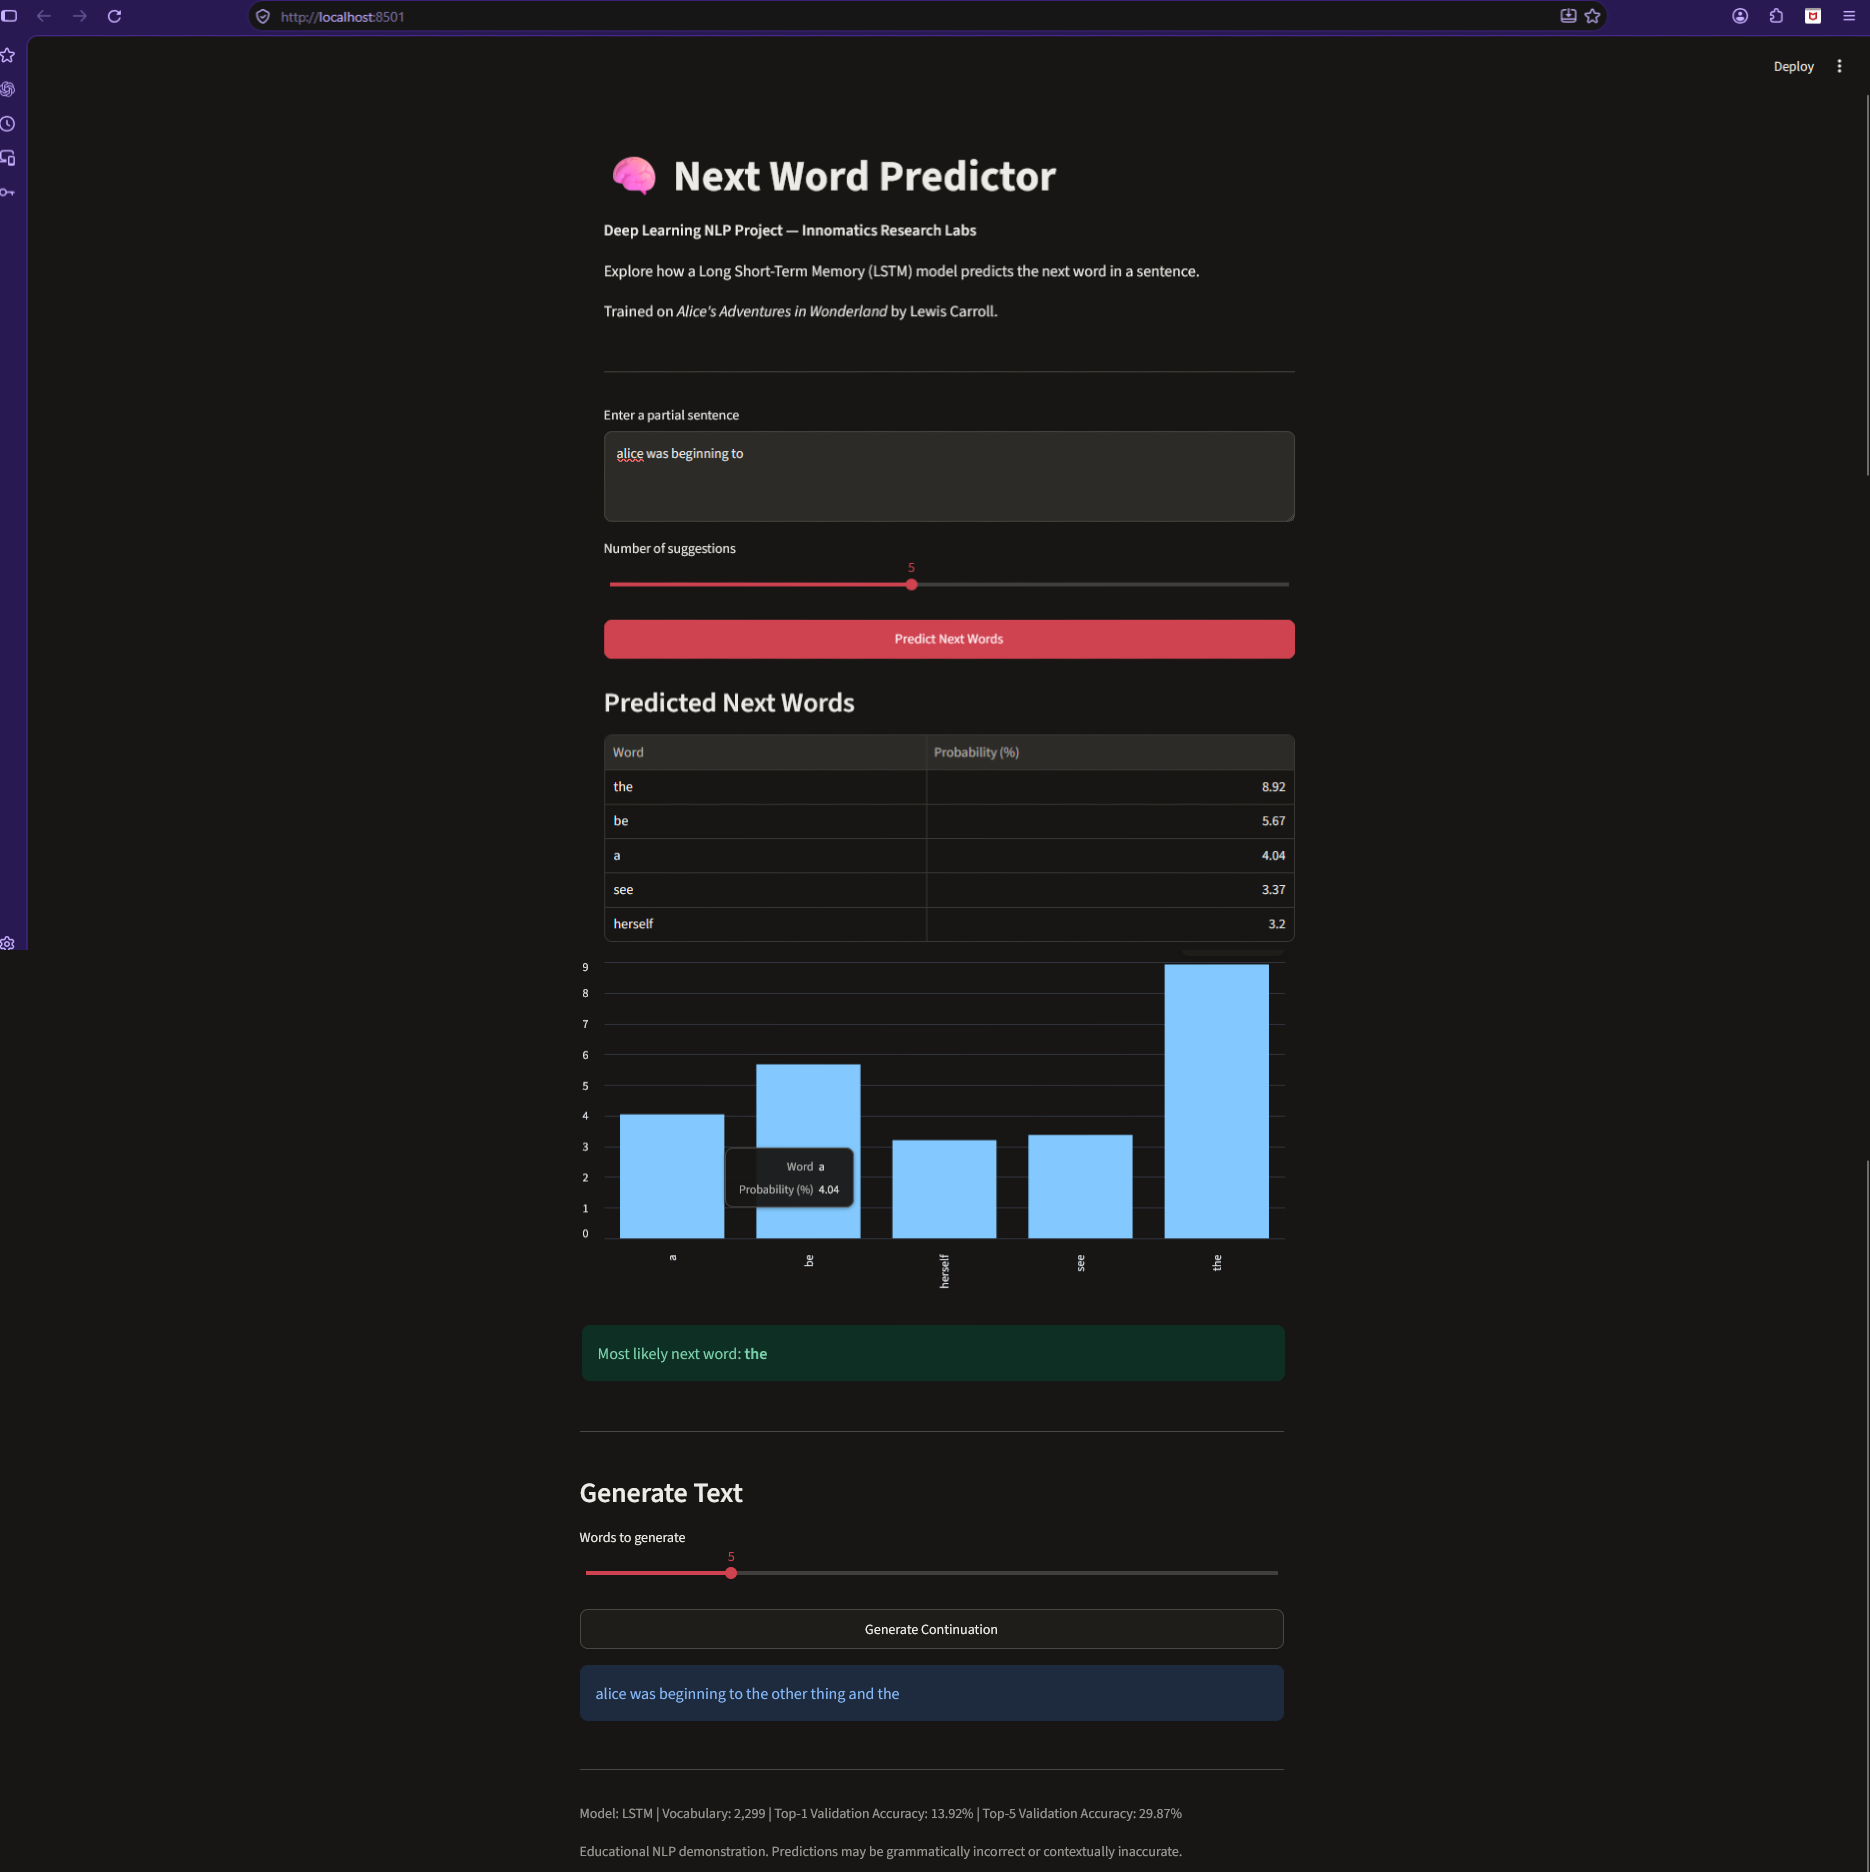 http://localhost:8501
Deploy
🧠 Next Word Predictor
Deep Learning NLP Project — Innomatics Research Labs
Explore how a Long Short-Term Memory (LSTM) model predicts the next word in a sentence.
Trained on Alice's Adventures in Wonderland by Lewis Carroll.
Enter a partial sentence
alice was beginning to
Number of suggestions
5
Predict Next Words
Predicted Next Words
Word Probability (%)
the 8.92
be 5.67
a 4.04
see 3.37
herself 3.2
9
8
7
6
5
4
3
2
1
0
Word a
Probability (%) 4.04
a be herself see the
Most likely next word: the
Generate Text
Words to generate
5
Generate Continuation
alice was beginning to the other thing and the
Model: LSTM | Vocabulary: 2,299 | Top-1 Validation Accuracy: 13.92% | Top-5 Validation Accuracy: 29.87%
Educational NLP demonstration. Predictions may be grammatically incorrect or contextually inaccurate.